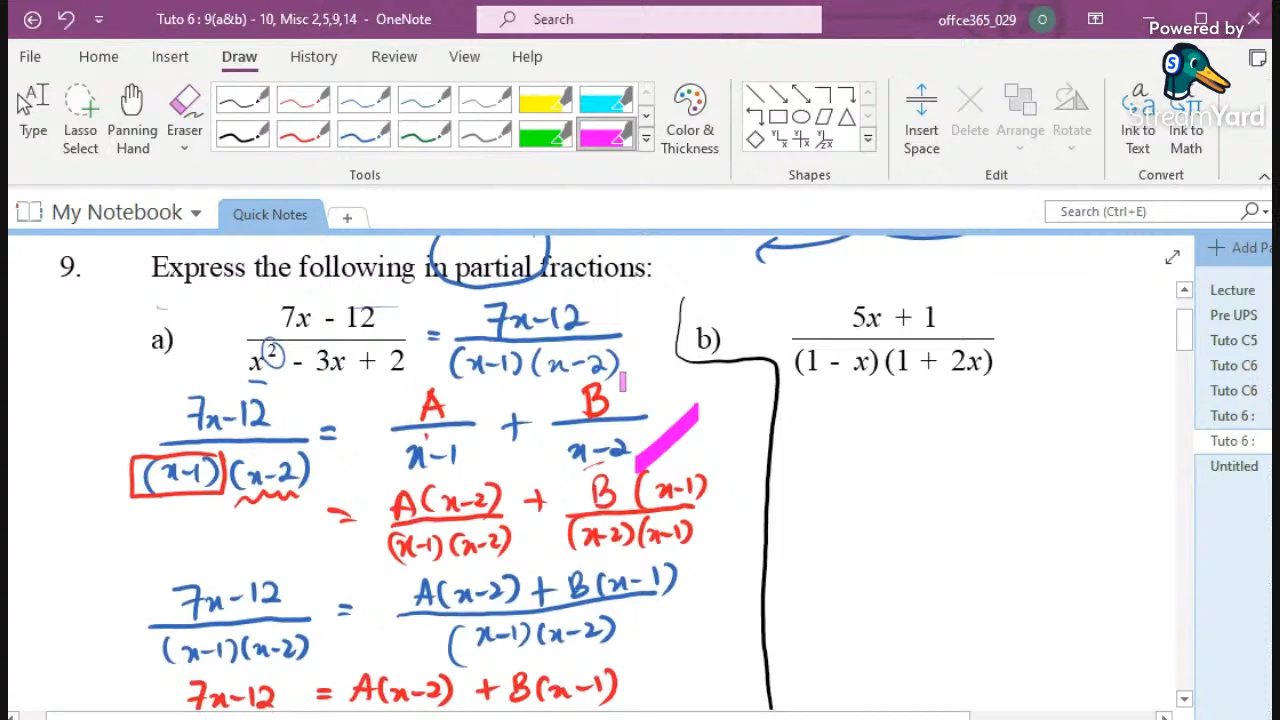 Tuto 6 : 9(a&b) - 10, Misc 2,5,9,14 - OneNote
Search
offce365_029
O
Powered by
StreamYard
File Home Insert Draw History Review View Help
Type
Lasso Select
Panning Hand
Eraser
Color & Thickness
Insert Space
Delete
Arrange
Rotate
Ink to Text
Ink to Math
Tools
Shapes
Edit
Convert
My Notebook
Quick Notes
+
Search (Ctrl+E)
+ Add Pa
Lecture
Pre UPS
Tuto C5
Tuto C6
Tuto C6
Tuto 6 :
Tuto 6 :
Untitled
9. Express the following in partial fractions:
a) (7x - 12)/(x² - 3x + 2) = (7x-12)/((x-1)(x-2))
b) (5x + 1)/((1 - x)(1 + 2x))
(7x-12)/((x-1)(x-2)) = A/(x-1) + B/(x-2)
= A(x-2)/((x-1)(x-2)) + B(x-1)/((x-2)(x-1))
(7x-12)/((x-1)(x-2)) = (A(x-2) + B(x-1))/((x-1)(x-2))
7x-12 = A(x-2) + B(x-1)